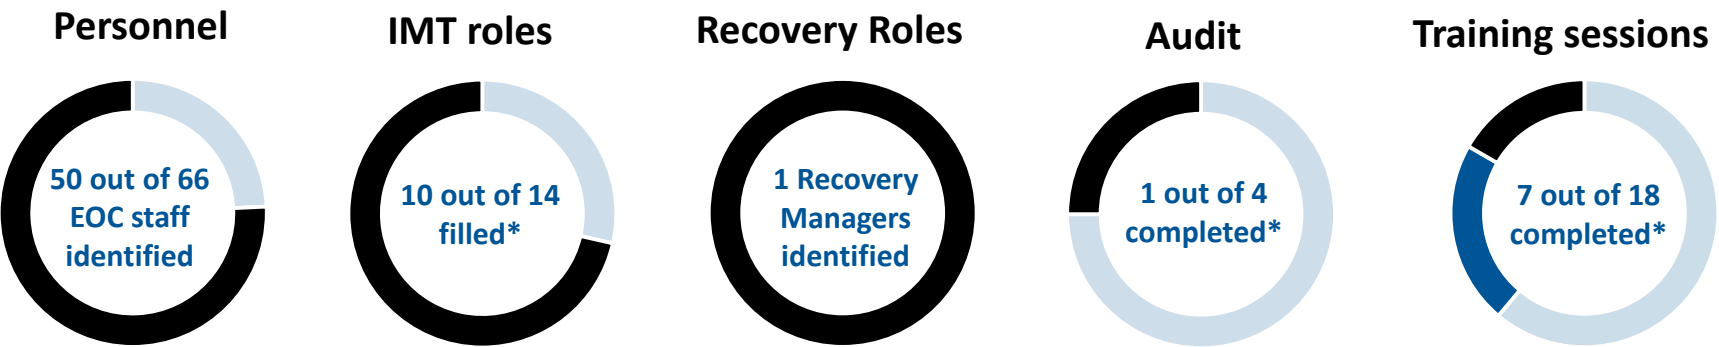 Personnel
IMT roles
Recovery Roles
Audit
Training sessions
50 out of 66
EOC staff
identified
10 out of 14
filled*
1 Recovery
Managers
identified
1 out of 4
completed*
7 out of 18
completed*